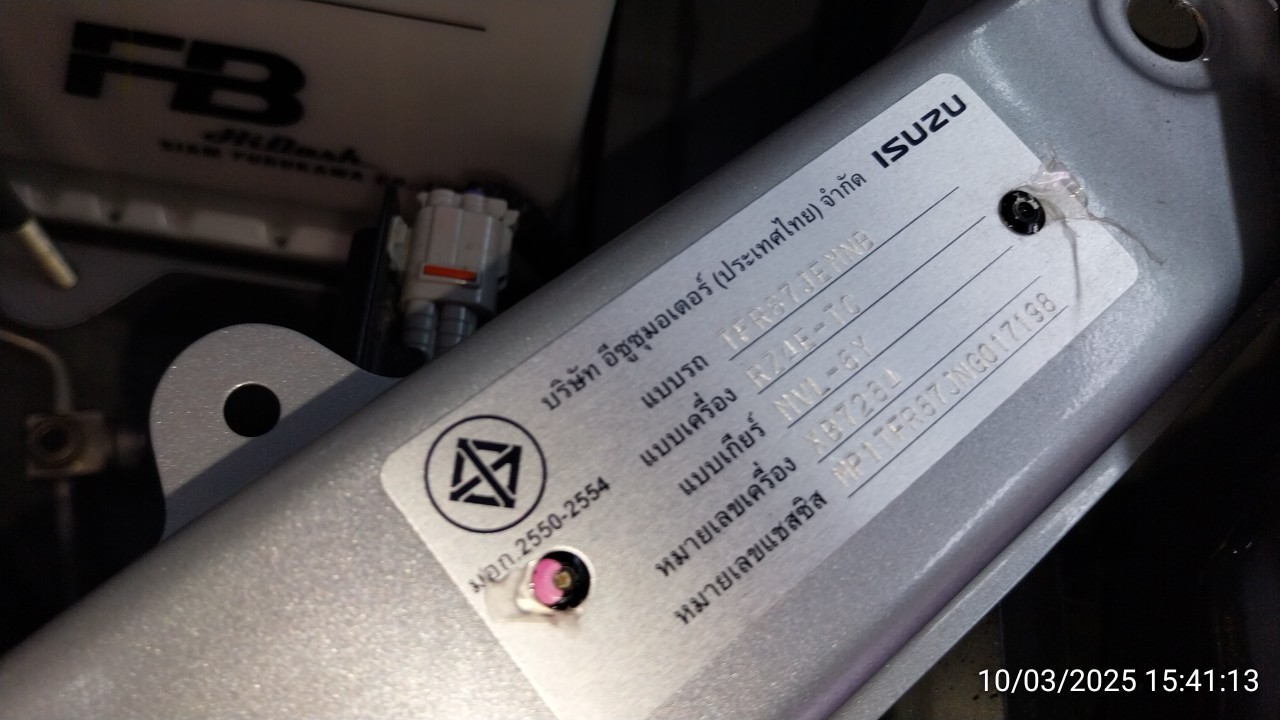 FB
HiDash
SIAM FURUKAWA
ISUZU
บริษัท อีซูซุมอเตอร์ (ประเทศไทย) จำกัด
แบบรถ TFR87JEXNB
แบบเครื่อง RZ4E-TC
แบบเกียร์ MVL-6Y
หมายเลขเครื่อง XB7284
หมายเลขแชสซิส MP1TFR87JNG017198
มอก.2550-2554
10/03/2025 15:41:13